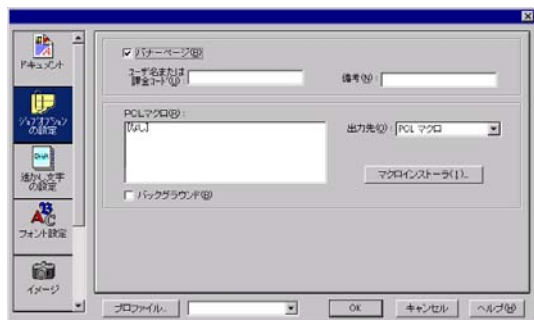 ドキュメント
ジョブオプション
の設定
透かし文字
の設定
フォント設定
イメージ
バナーページ(B)
ユーザ名または
課金コード(U):
備考(N):
PCLマクロ(R):
[なし]
出力先(O):
PCL マクロ
マクロインストーラ(I)...
バックグラウンド(B)
プロファイル...
OK
キャンセル
ヘルプ(H)